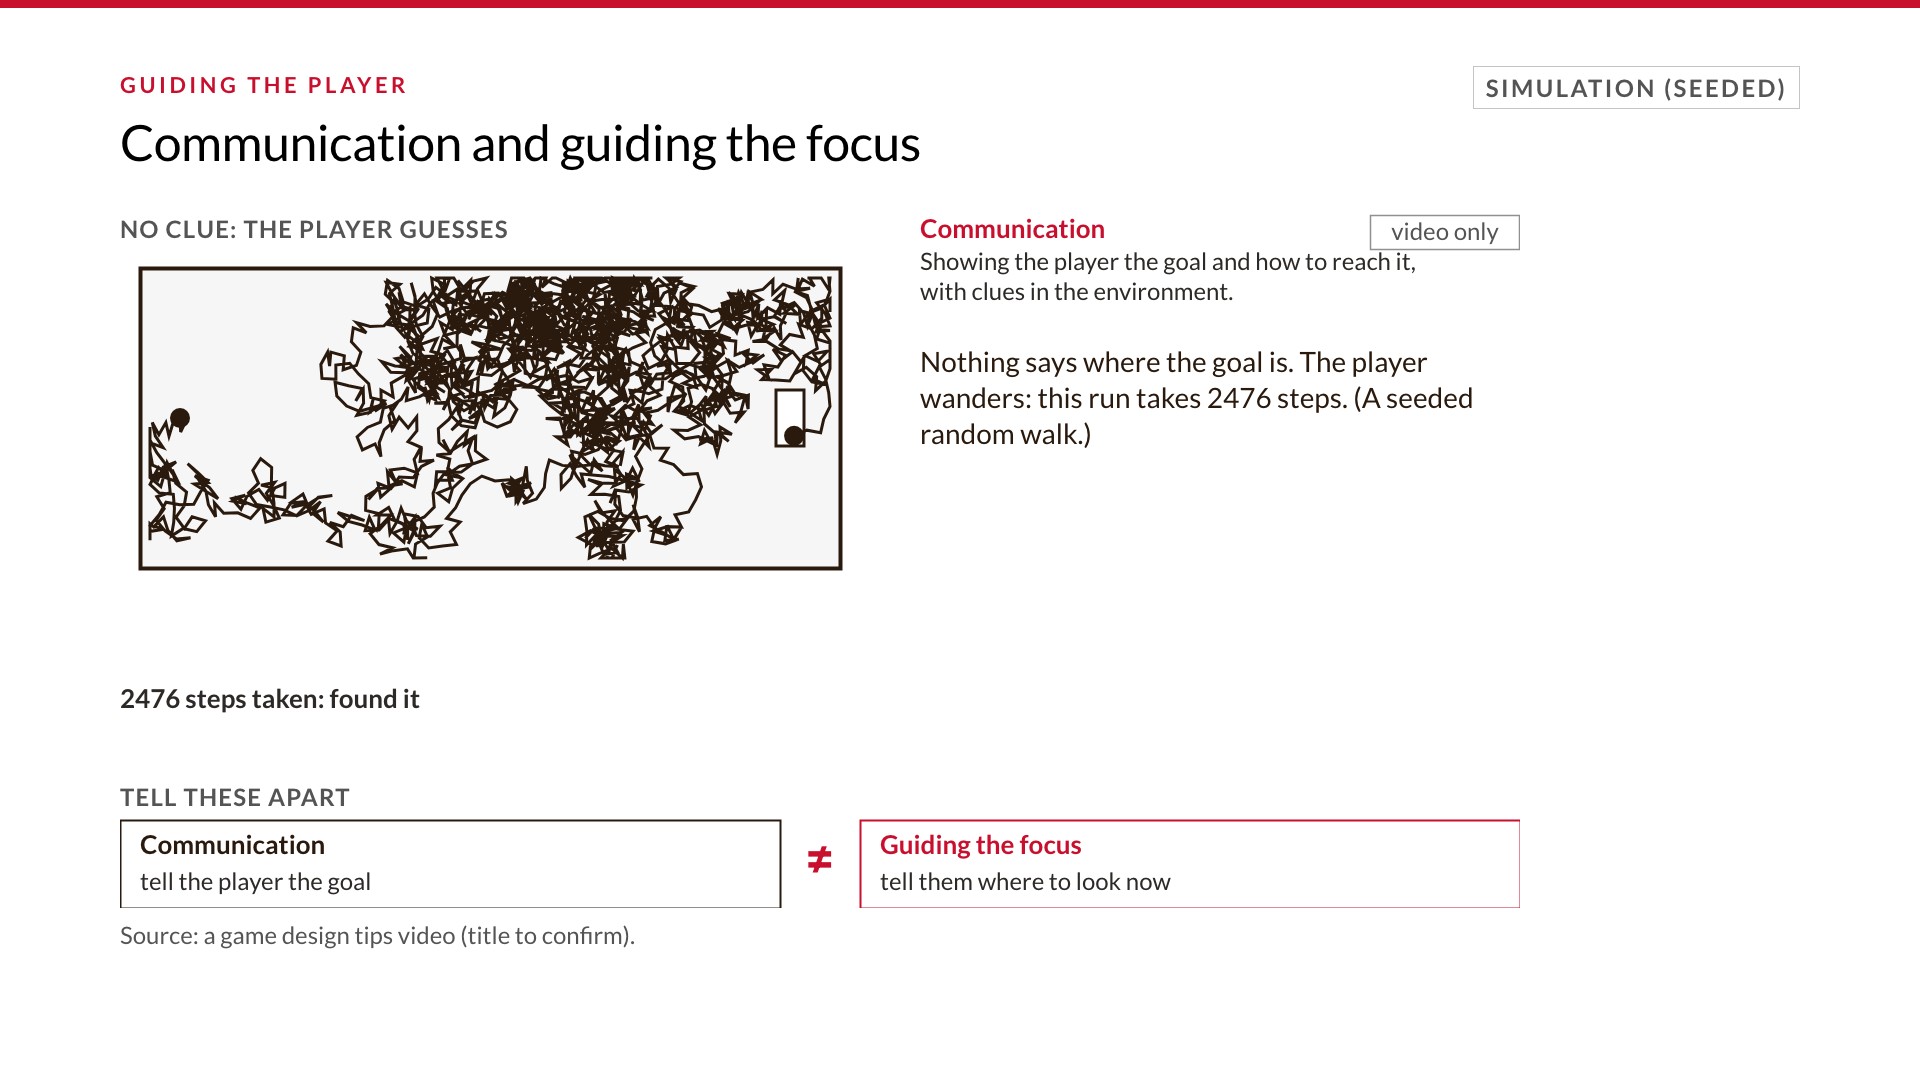 GUIDING THE PLAYER
SIMULATION (SEEDED)
Communication and guiding the focus
NO CLUE: THE PLAYER GUESSES
Communication
video only
Showing the player the goal and how to reach it,
with clues in the environment.
Nothing says where the goal is. The player
wanders: this run takes 2476 steps. (A seeded
random walk.)
2476 steps taken: found it
TELL THESE APART
Communication
tell the player the goal
≠
Guiding the focus
tell them where to look now
Source: a game design tips video (title to confirm).